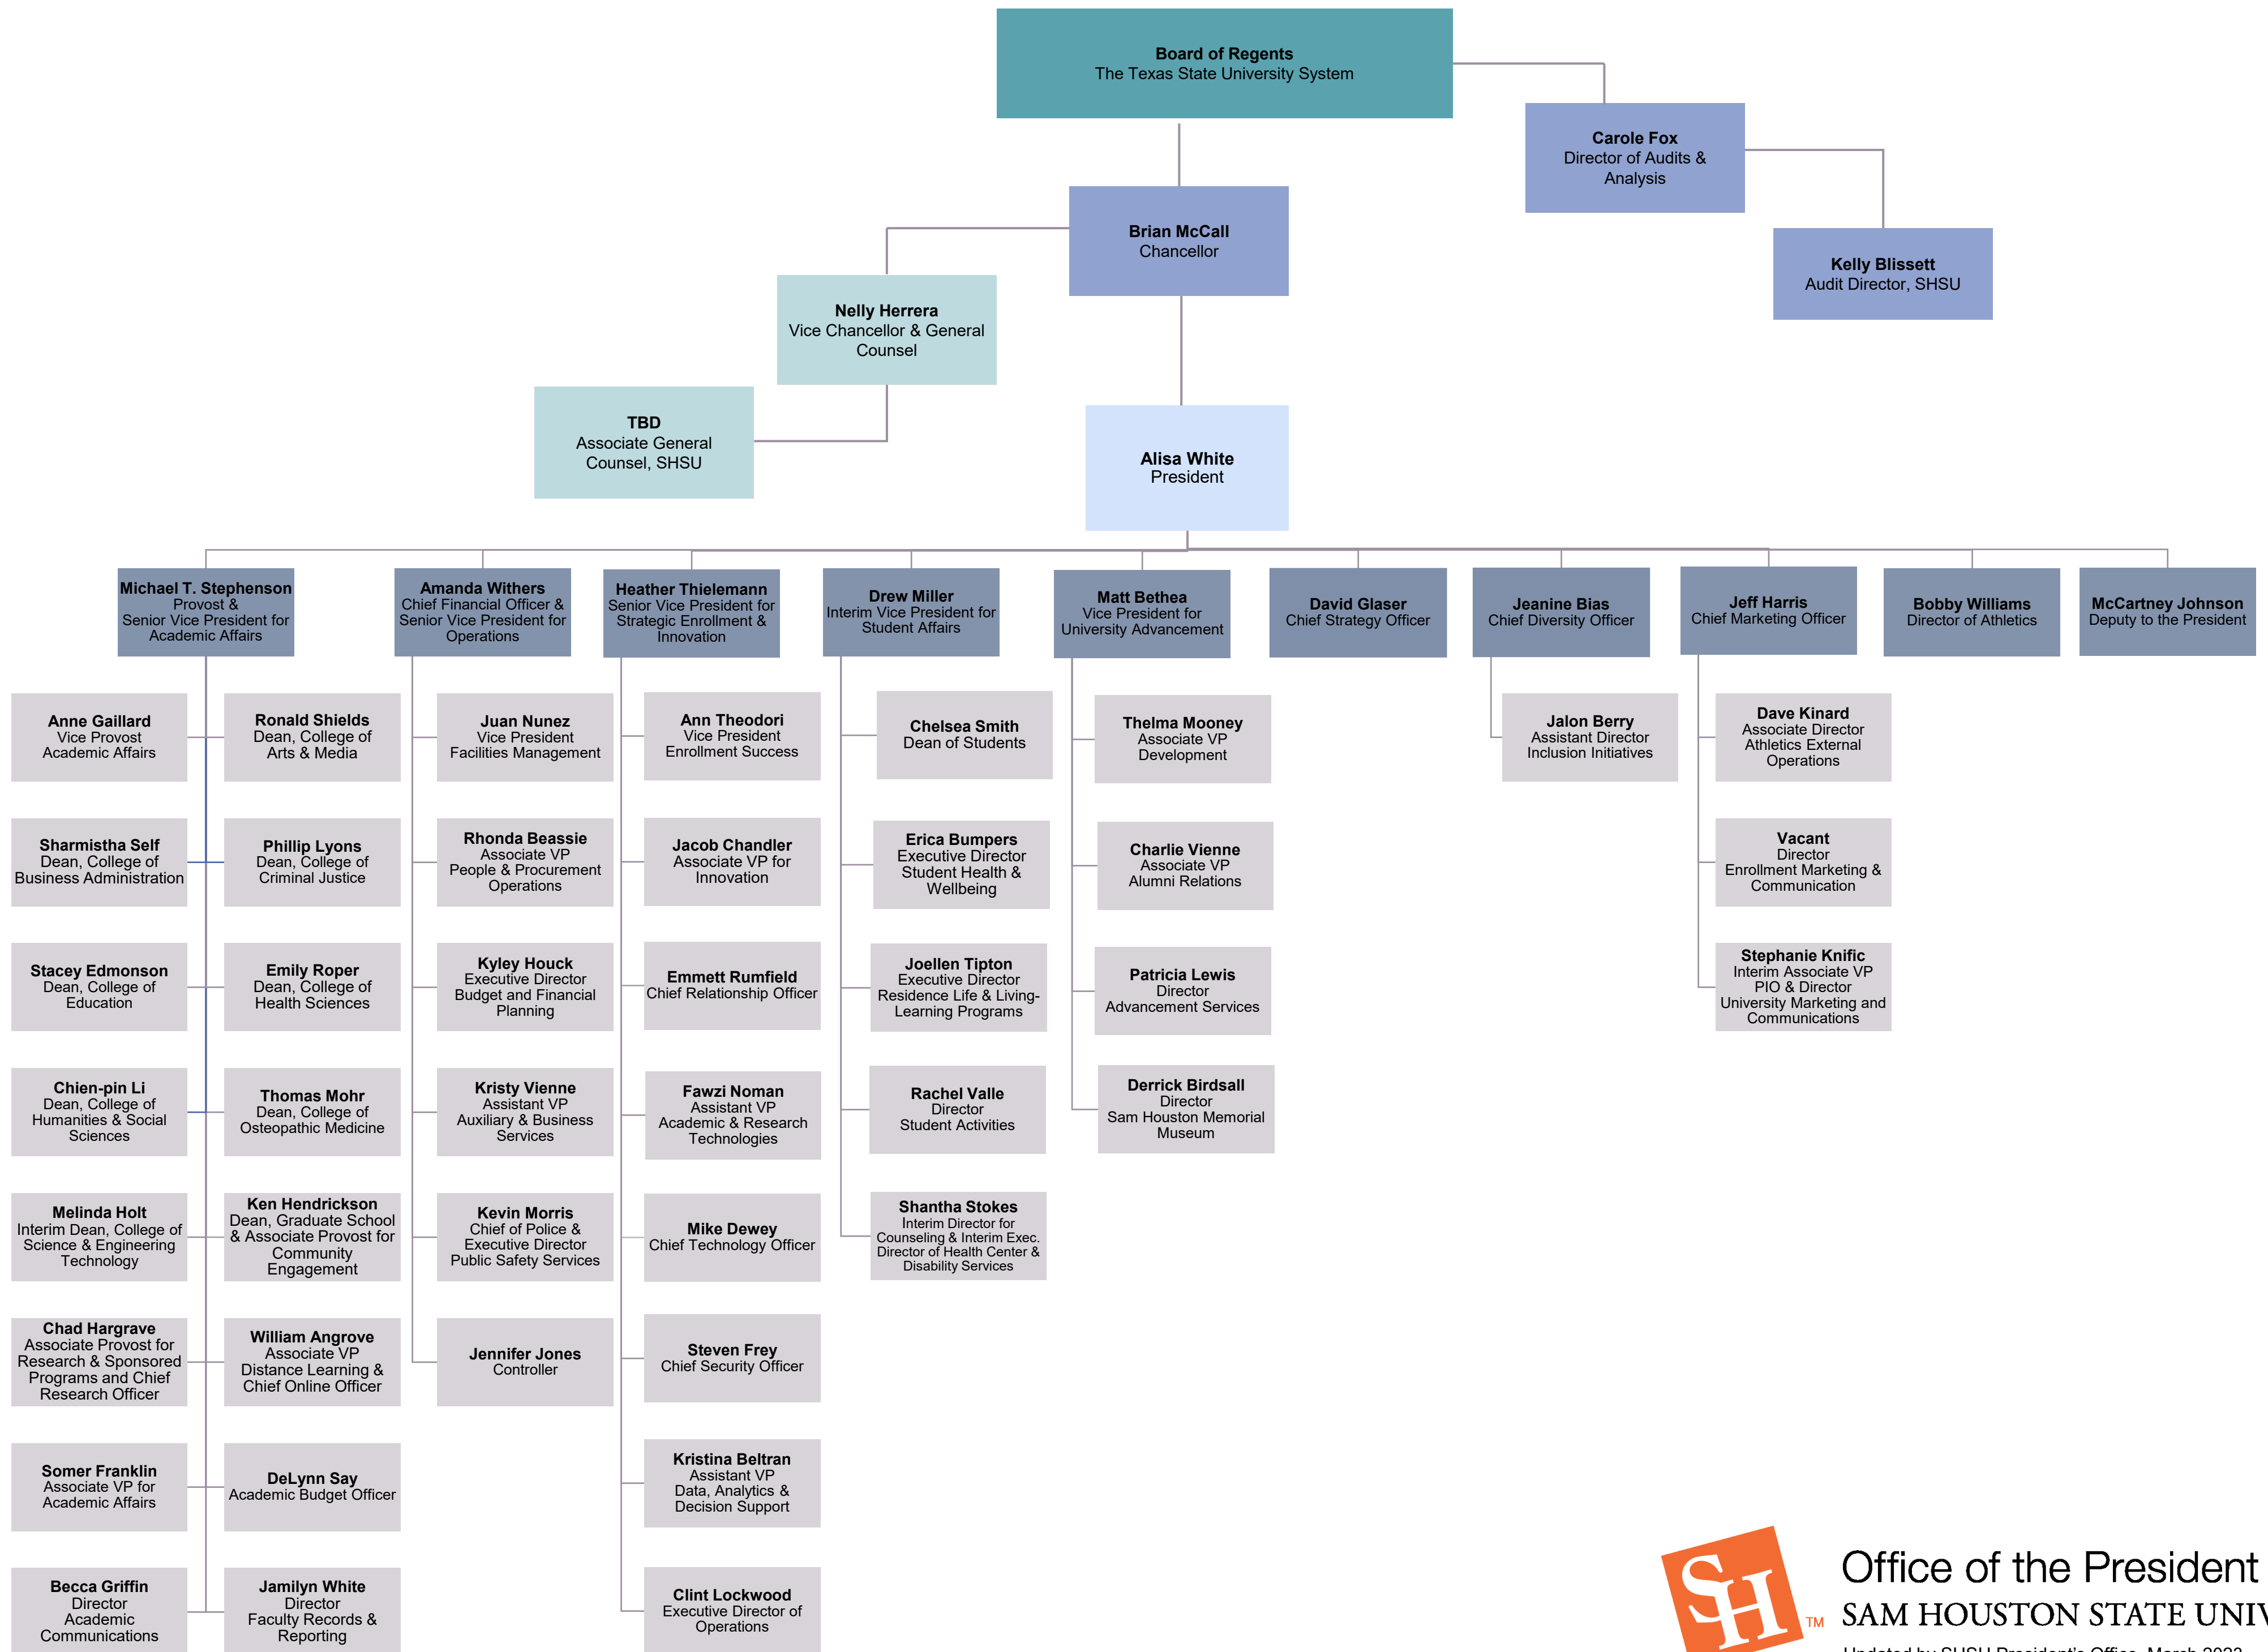 Board of Regents
The Texas State University System
Carole Fox
Director of Audits &
Analysis
Brian McCall
Chancellor
Kelly Blissett
Audit Director, SHSU
Nelly Herrera
Vice Chancellor & General
Counsel
TBD
Associate General
Counsel, SHSU
Alisa White
President
Michael T. Stephenson
Provost &
Senior Vice President for
Academic Affairs
Amanda Withers
Chief Financial Officer &
Senior Vice President for
Operations
Heather Thielemann
Senior Vice President for
Strategic Enrollment &
Innovation
Drew Miller
Interim Vice President for
Student Affairs
Matt Bethea
Vice President for
University Advancement
David Glaser
Chief Strategy Officer
Jeanine Bias
Chief Diversity Officer
Jeff Harris
Chief Marketing Officer
Bobby Williams
Director of Athletics
McCartney Johnson
Deputy to the President
Anne Gaillard
Vice Provost
Academic Affairs
Ronald Shields
Dean, College of
Arts & Media
Juan Nunez
Vice President
Facilities Management
Ann Theodori
Vice President
Enrollment Success
Chelsea Smith
Dean of Students
Thelma Mooney
Associate VP
Development
Jalon Berry
Assistant Director
Inclusion Initiatives
Dave Kinard
Associate Director
Athletics External
Operations
Sharmistha Self
Dean, College of
Business Administration
Phillip Lyons
Dean, College of
Criminal Justice
Rhonda Beassie
Associate VP
People & Procurement
Operations
Jacob Chandler
Associate VP for
Innovation
Erica Bumpers
Executive Director
Student Health &
Wellbeing
Charlie Vienne
Associate VP
Alumni Relations
Vacant
Director
Enrollment Marketing &
Communication
Stacey Edmonson
Dean, College of
Education
Emily Roper
Dean, College of
Health Sciences
Kyley Houck
Executive Director
Budget and Financial
Planning
Emmett Rumfield
Chief Relationship Officer
Joellen Tipton
Executive Director
Residence Life & Living-
Learning Programs
Patricia Lewis
Director
Advancement Services
Stephanie Knific
Interim Associate VP
PIO & Director
University Marketing and
Communications
Chien-pin Li
Dean, College of
Humanities & Social
Sciences
Thomas Mohr
Dean, College of
Osteopathic Medicine
Kristy Vienne
Assistant VP
Auxiliary & Business
Services
Fawzi Noman
Assistant VP
Academic & Research
Technologies
Rachel Valle
Director
Student Activities
Derrick Birdsall
Director
Sam Houston Memorial
Museum
Melinda Holt
Interim Dean, College of
Science & Engineering
Technology
Ken Hendrickson
Dean, Graduate School
& Associate Provost for
Community
Engagement
Kevin Morris
Chief of Police &
Executive Director
Public Safety Services
Mike Dewey
Chief Technology Officer
Shantha Stokes
Interim Director for
Counseling & Interim Exec.
Director of Health Center &
Disability Services
Chad Hargrave
Associate Provost for
Research & Sponsored
Programs and Chief
Research Officer
William Angrove
Associate VP
Distance Learning &
Chief Online Officer
Jennifer Jones
Controller
Steven Frey
Chief Security Officer
Somer Franklin
Associate VP for
Academic Affairs
DeLynn Say
Academic Budget Officer
Kristina Beltran
Assistant VP
Data, Analytics &
Decision Support
Becca Griffin
Director
Academic
Communications
Jamilyn White
Director
Faculty Records &
Reporting
Clint Lockwood
Executive Director of
Operations
SH
TM
Office of the President
SAM HOUSTON STATE UNIV
Updated by SHSU President's Office, March 2023